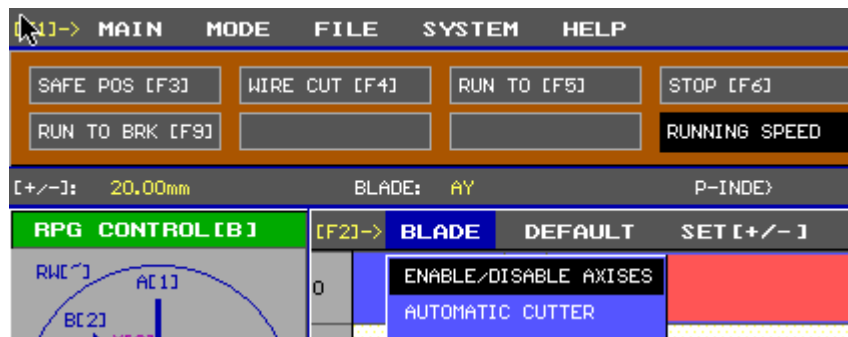 [F1]-> MAIN MODE FILE SYSTEM HELP
SAFE POS [F3] WIRE CUT [F4] RUN TO [F5] STOP [F6]
RUN TO BRK [F9] RUNNING SPEED
[+/-]: 20.00mm BLADE: AY P-INDE>
RPG CONTROL[B] [F2]-> BLADE DEFAULT SET[+/-]
RW[~] A[1] 0 ENABLE/DISABLE AXISES
B[2] AUTOMATIC CUTTER